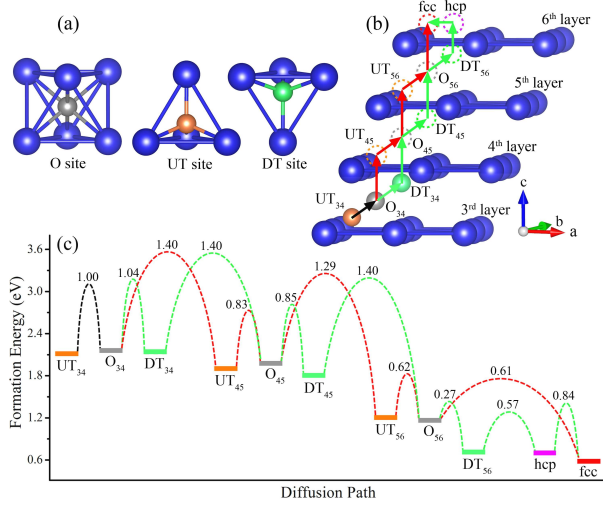 (a)
O site
UT site
DT site
(b)
fcc
hcp
6th layer
UT56
O56
DT56
5th layer
UT45
O45
DT45
4th layer
UT34
O34
DT34
3rd layer
c
b
a
(c)
Formation Energy (eV)
3.6
3.0
2.4
1.8
1.2
0.6
1.00
1.04
1.40
1.40
0.83
0.85
1.29
1.40
0.62
0.27
0.61
0.57
0.84
UT34
O34
DT34
UT45
O45
DT45
UT56
O56
DT56
hcp
fcc
Diffusion Path